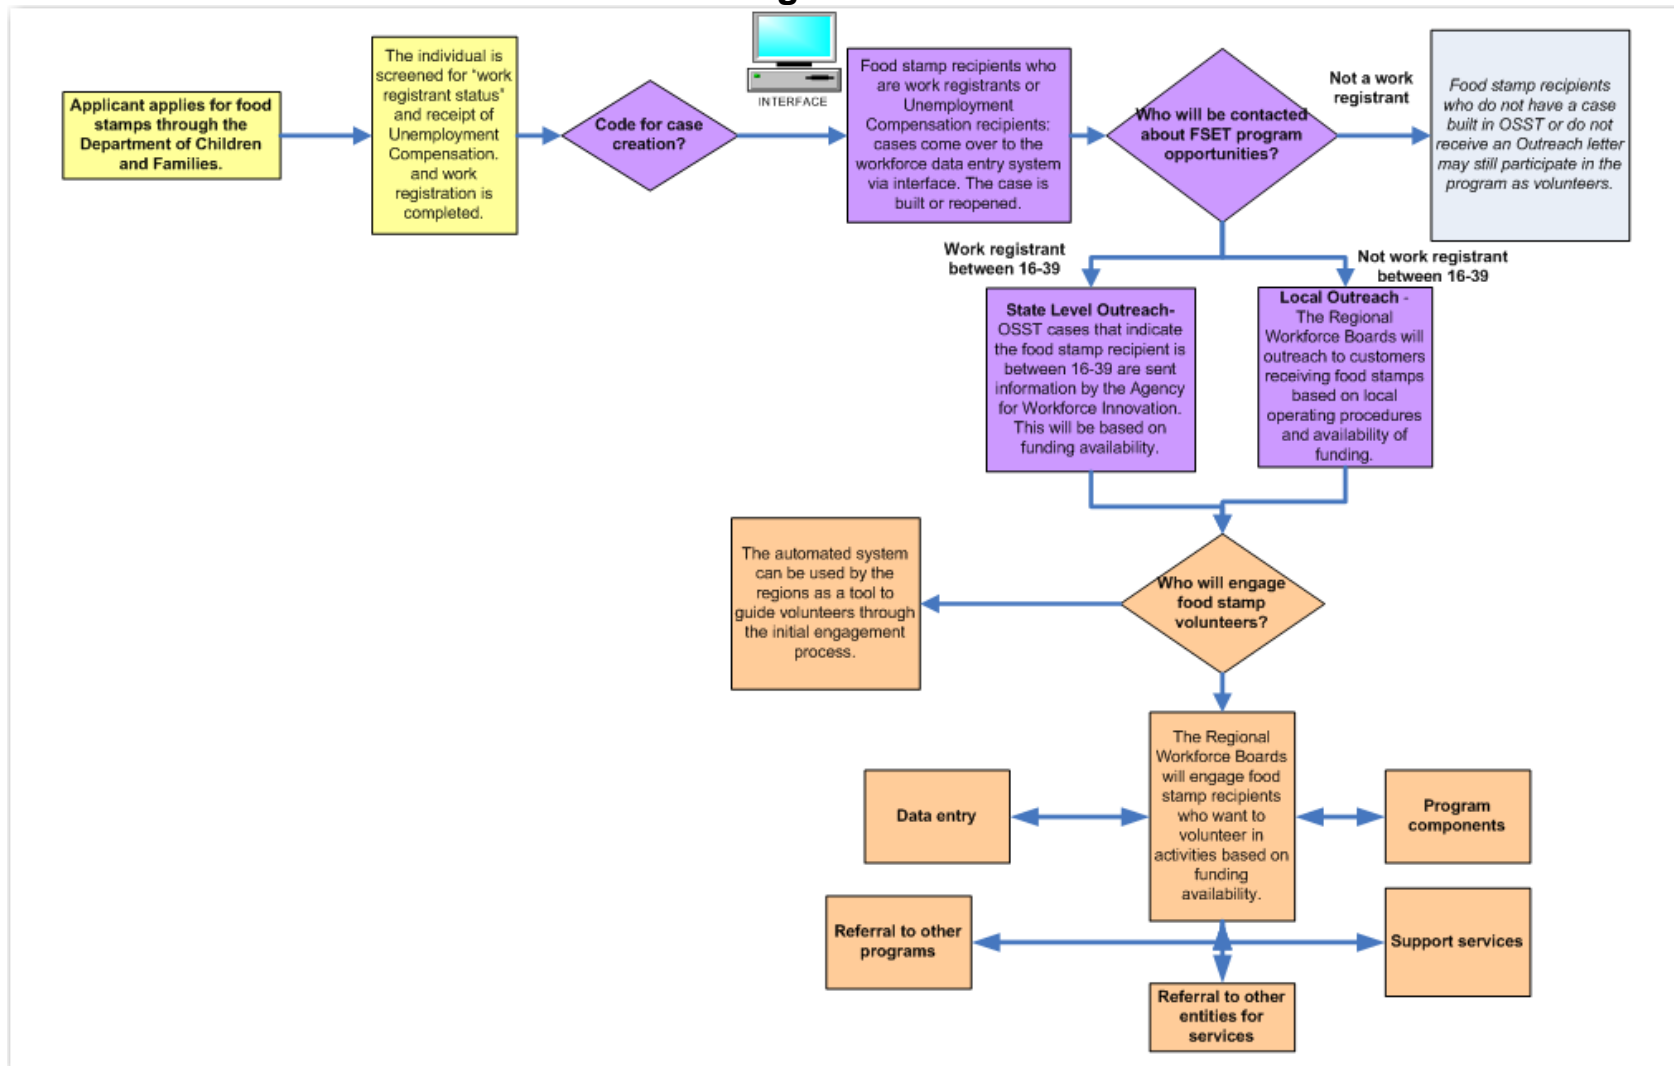 Applicant applies for food
stamps through the
Department of Children
and Families.
The individual is
screened for "work
registrant status"
and receipt of
Unemployment
Compensation.
and work
registration is
completed.
Code for case
creation?
INTERFACE
Food stamp recipients who
are work registrants or
Unemployment
Compensation recipients:
cases come over to the
workforce data entry system
via interface. The case is
built or reopened.
Who will be contacted
about FSET program
opportunities?
Not a work
registrant
Food stamp recipients
who do not have a case
built in OSST or do not
receive an Outreach letter
may still participate in the
program as volunteers.
Work registrant
between 16-39
Not work registrant
between 16-39
State Level Outreach-
OSST cases that indicate
the food stamp recipient is
between 16-39 are sent
information by the Agency
for Workforce Innovation.
This will be based on
funding availability.
Local Outreach -
The Regional
Workforce Boards will
outreach to customers
receiving food stamps
based on local
operating procedures
and availability of
funding.
The automated system
can be used by the
regions as a tool to
guide volunteers through
the initial engagement
process.
Who will engage
food stamp
volunteers?
The Regional
Workforce Boards
will engage food
stamp recipients
who want to
volunteer in
activities based on
funding
availability.
Data entry
Program
components
Referral to other
programs
Support services
Referral to other
entities for
services